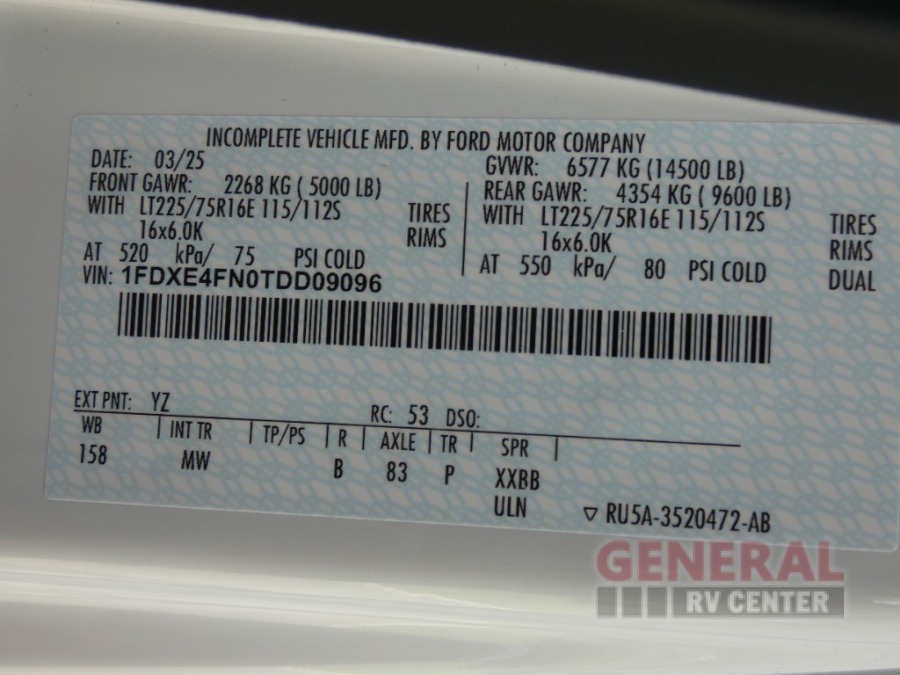 INCOMPLETE VEHICLE MFD. BY FORD MOTOR COMPANY
DATE: 03/25 GVWR: 6577 KG (14500 LB)
FRONT GAWR: 2268 KG ( 5000 LB) REAR GAWR: 4354 KG ( 9600 LB)
WITH LT225/75R16E 115/112S TIRES WITH LT225/75R16E 115/112S TIRES
16x6.0K RIMS 16x6.0K RIMS
AT 520 kPa/ 75 PSI COLD AT 550 kPa/ 80 PSI COLD DUAL
VIN: 1FDXE4FN0TDD09096
EXT PNT: YZ RC: 53 DSO:
WB INT TR TP/PS R AXLE TR SPR
158 MW B 83 P XXBB
ULN ▽ RU5A-3520472-AB
GENERAL
RV CENTER